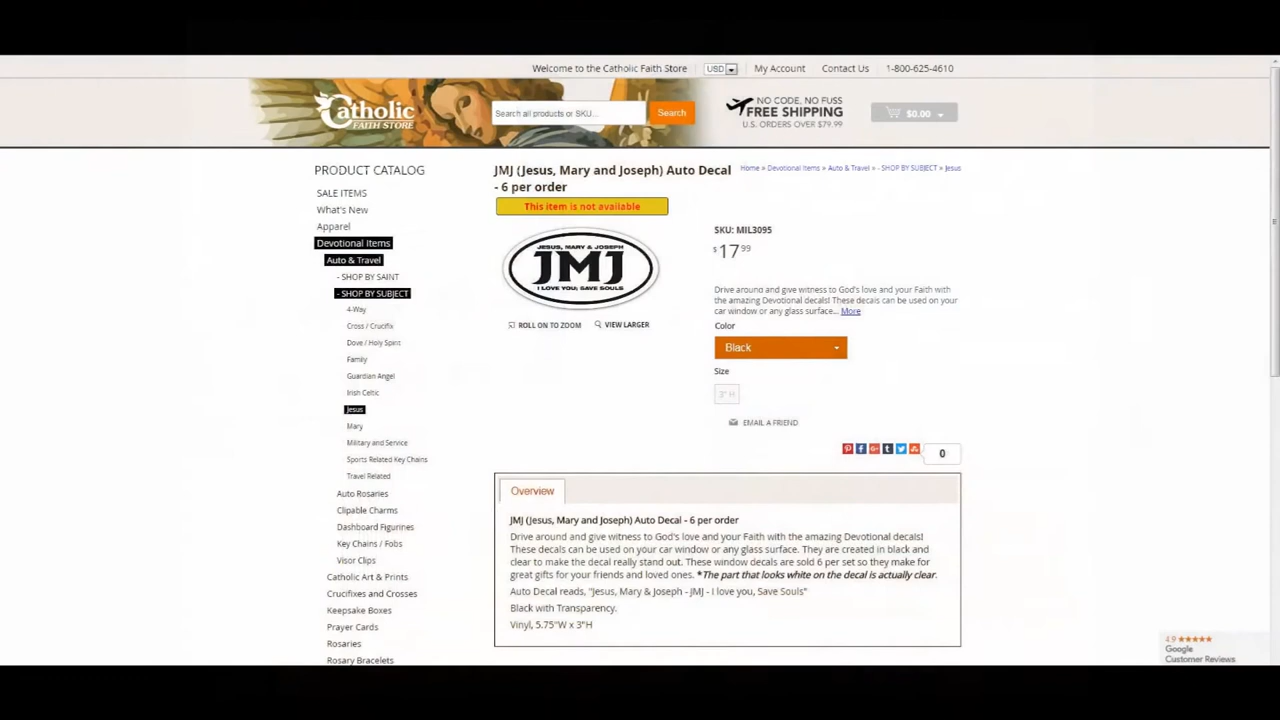 Welcome to the Catholic Faith Store
USD
My Account
Contact Us
1-800-625-4610
Catholic
FAITH STORE
Search all products or SKU...
Search
NO CODE, NO FUSS
FREE SHIPPING
U.S. ORDERS OVER $79.99
$0.00
PRODUCT CATALOG
SALE ITEMS
What's New
Apparel
Devotional Items
Auto & Travel
- SHOP BY SAINT
- SHOP BY SUBJECT
4-Way
Cross / Crucifix
Dove / Holy Spirit
Family
Guardian Angel
Irish Celtic
Jesus
Mary
Military and Service
Sports Related Key Chains
Travel Related
Auto Rosaries
Clipable Charms
Dashboard Figurines
Key Chains / Fobs
Visor Clips
Catholic Art & Prints
Crucifixes and Crosses
Keepsake Boxes
Prayer Cards
Rosaries
Rosary Bracelets
JMJ (Jesus, Mary and Joseph) Auto Decal
- 6 per order
Home » Devotional Items » Auto & Travel » - SHOP BY SUBJECT » Jesus
This item is not available
JESUS, MARY & JOSEPH
JMJ
I LOVE YOU; SAVE SOULS
ROLL ON TO ZOOM
VIEW LARGER
SKU: MIL3095
$17.99
Drive around and give witness to God's love and your Faith with
the amazing Devotional decals! These decals can be used on your
car window or any glass surface... More
Color
Black
Size
3" H
EMAIL A FRIEND
0
Overview
JMJ (Jesus, Mary and Joseph) Auto Decal - 6 per order
Drive around and give witness to God's love and your Faith with the amazing Devotional decals!
These decals can be used on your car window or any glass surface. They are created in black and
clear to make the decal really stand out. These window decals are sold 6 per set so they make for
great gifts for your friends and loved ones. *The part that looks white on the decal is actually clear.
Auto Decal reads, "Jesus, Mary & Joseph - JMJ - I love you, Save Souls"
Black with Transparency.
Vinyl, 5.75"W x 3"H
4.9
Google
Customer Reviews